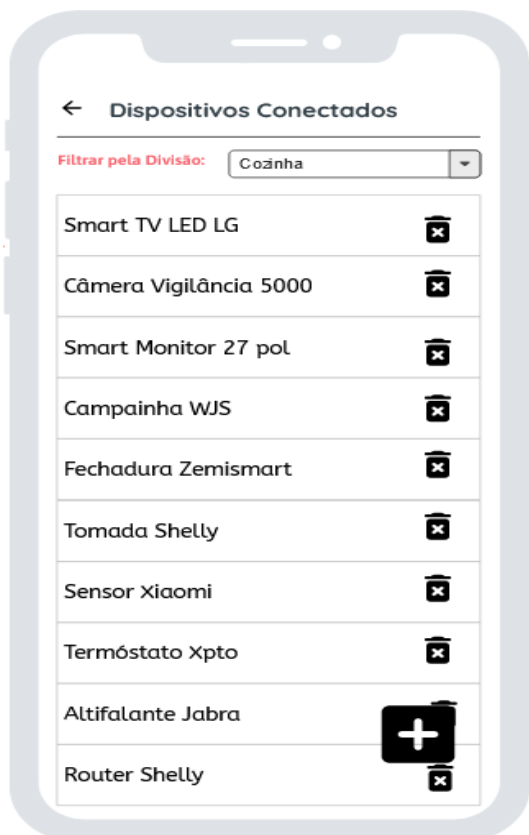 Dispositivos Conectados
Filtrar pela Divisão: Cozinha
Smart TV LED LG
Câmera Vigilância 5000
Smart Monitor 27 pol
Campainha WJS
Fechadura Zemismart
Tomada Shelly
Sensor Xiaomi
Termóstato Xpto
Altifalante Jabra
Router Shelly